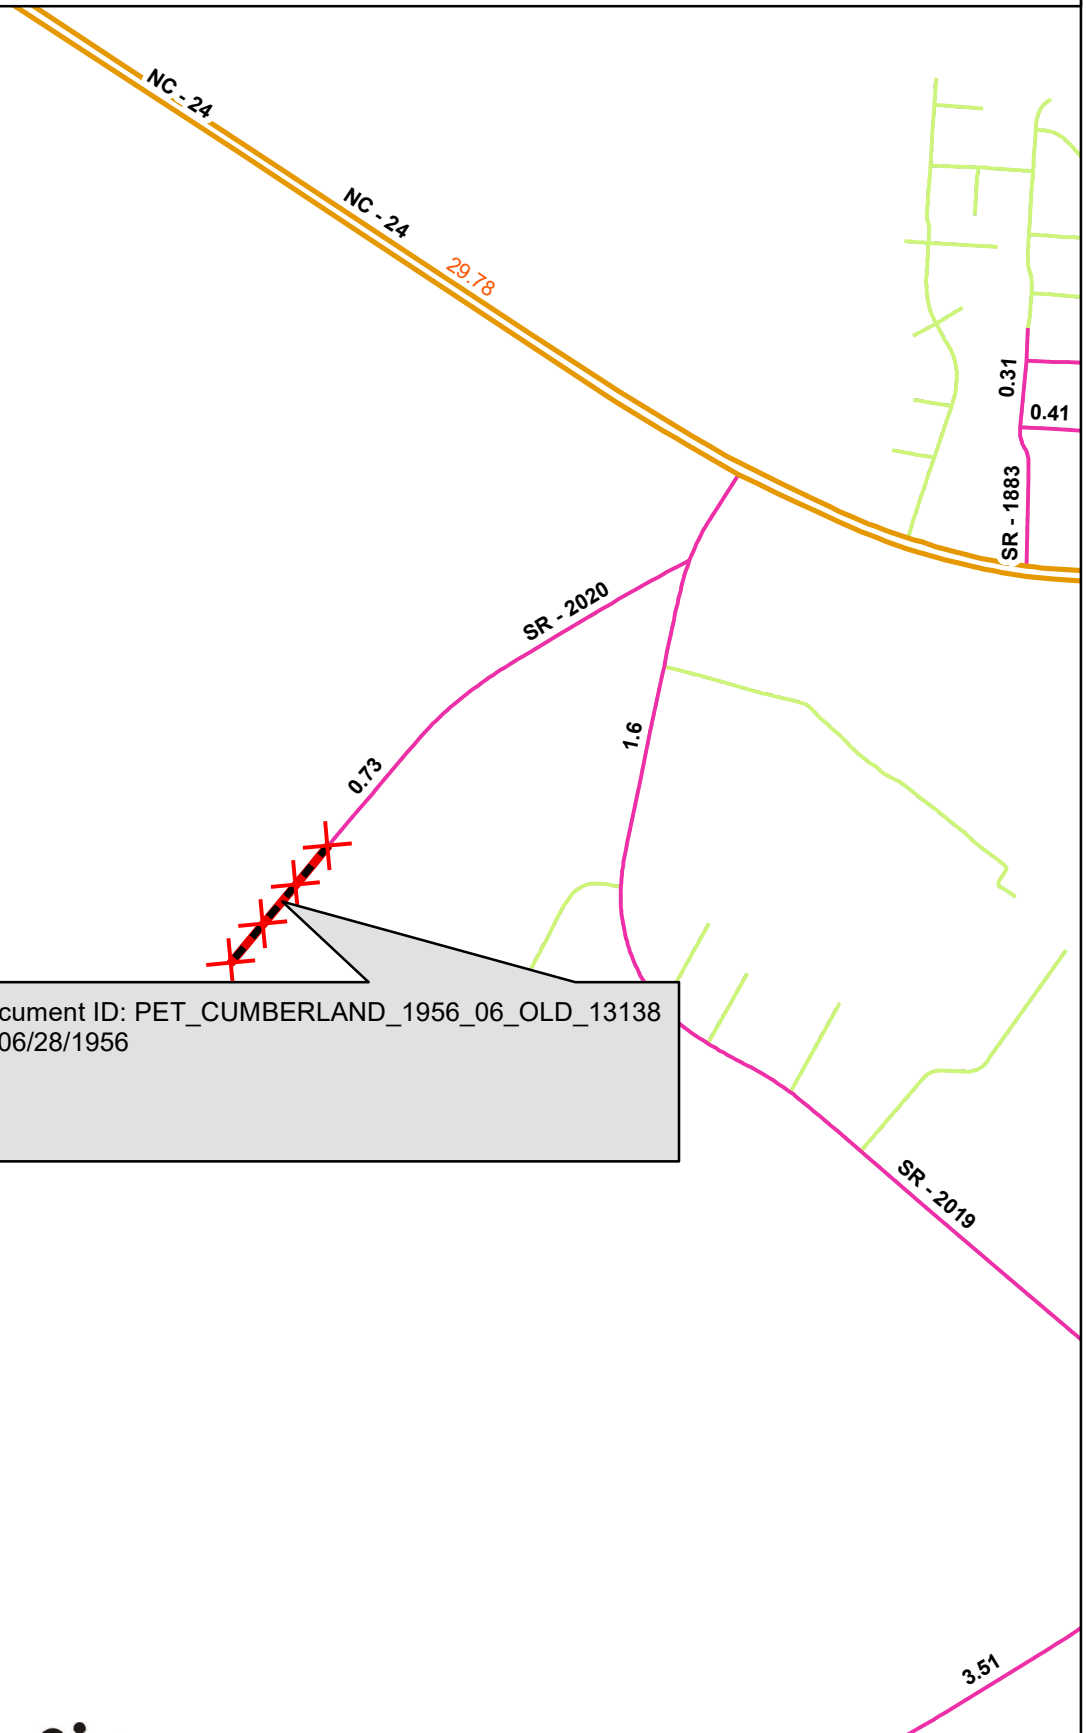 NC - 24
NC - 24
29.78
0.31
0.41
SR - 1883
SR - 2020
1.6
0.73
cument ID: PET_CUMBERLAND_1956_06_OLD_13138
06/28/1956
SR - 2019
3.51